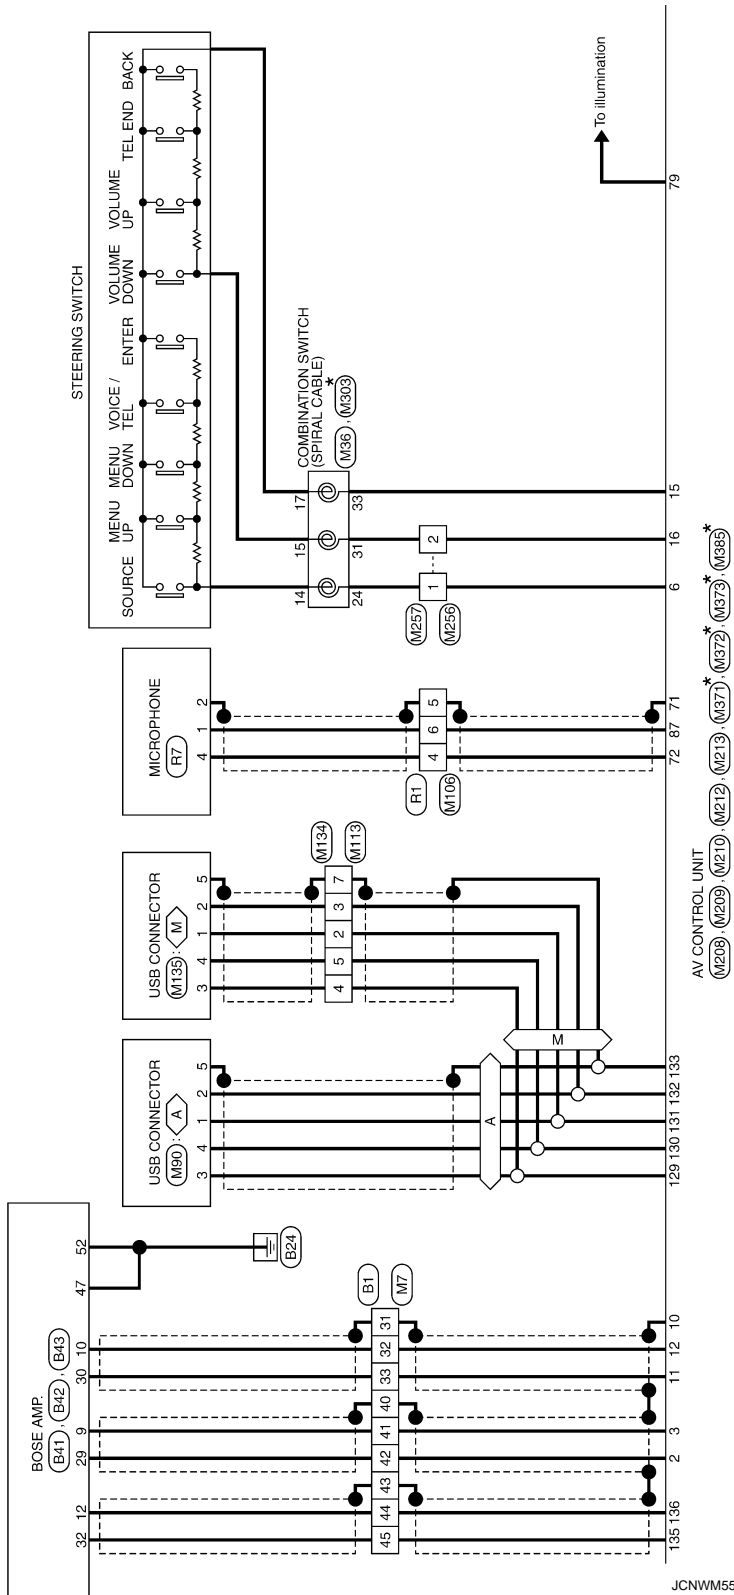 STEERING SWITCH
SOURCE
MENU UP
MENU DOWN
VOICE / TEL
ENTER
VOLUME DOWN
VOLUME UP
TEL END
BACK
14 15 17
COMBINATION SWITCH
(SPIRAL CABLE)
M36 , M303 *
24 31 33
M257
1 2
M256
To illumination
6 16 15 79
MICROPHONE
R7
4 1 2
R1
4 6 5
M106
72 87 71
USB CONNECTOR
M135 : M
3 4 1 2 5
M134
4 5 2 3 7
M113
M
USB CONNECTOR
M90 : A
3 4 1 2 5
A
129 130 131 132 133
BOSE AMP.
B41 , B42 , B43
32 12 29 9 30 10 47 52
B24
B1
45 44 43 42 41 40 33 32 31
M7
135 136 2 3 11 12 10
AV CONTROL UNIT
M208 , M209 , M210 , M212 , M213 , M371 * , M372 * , M373 * , M385 *
JCNWM55